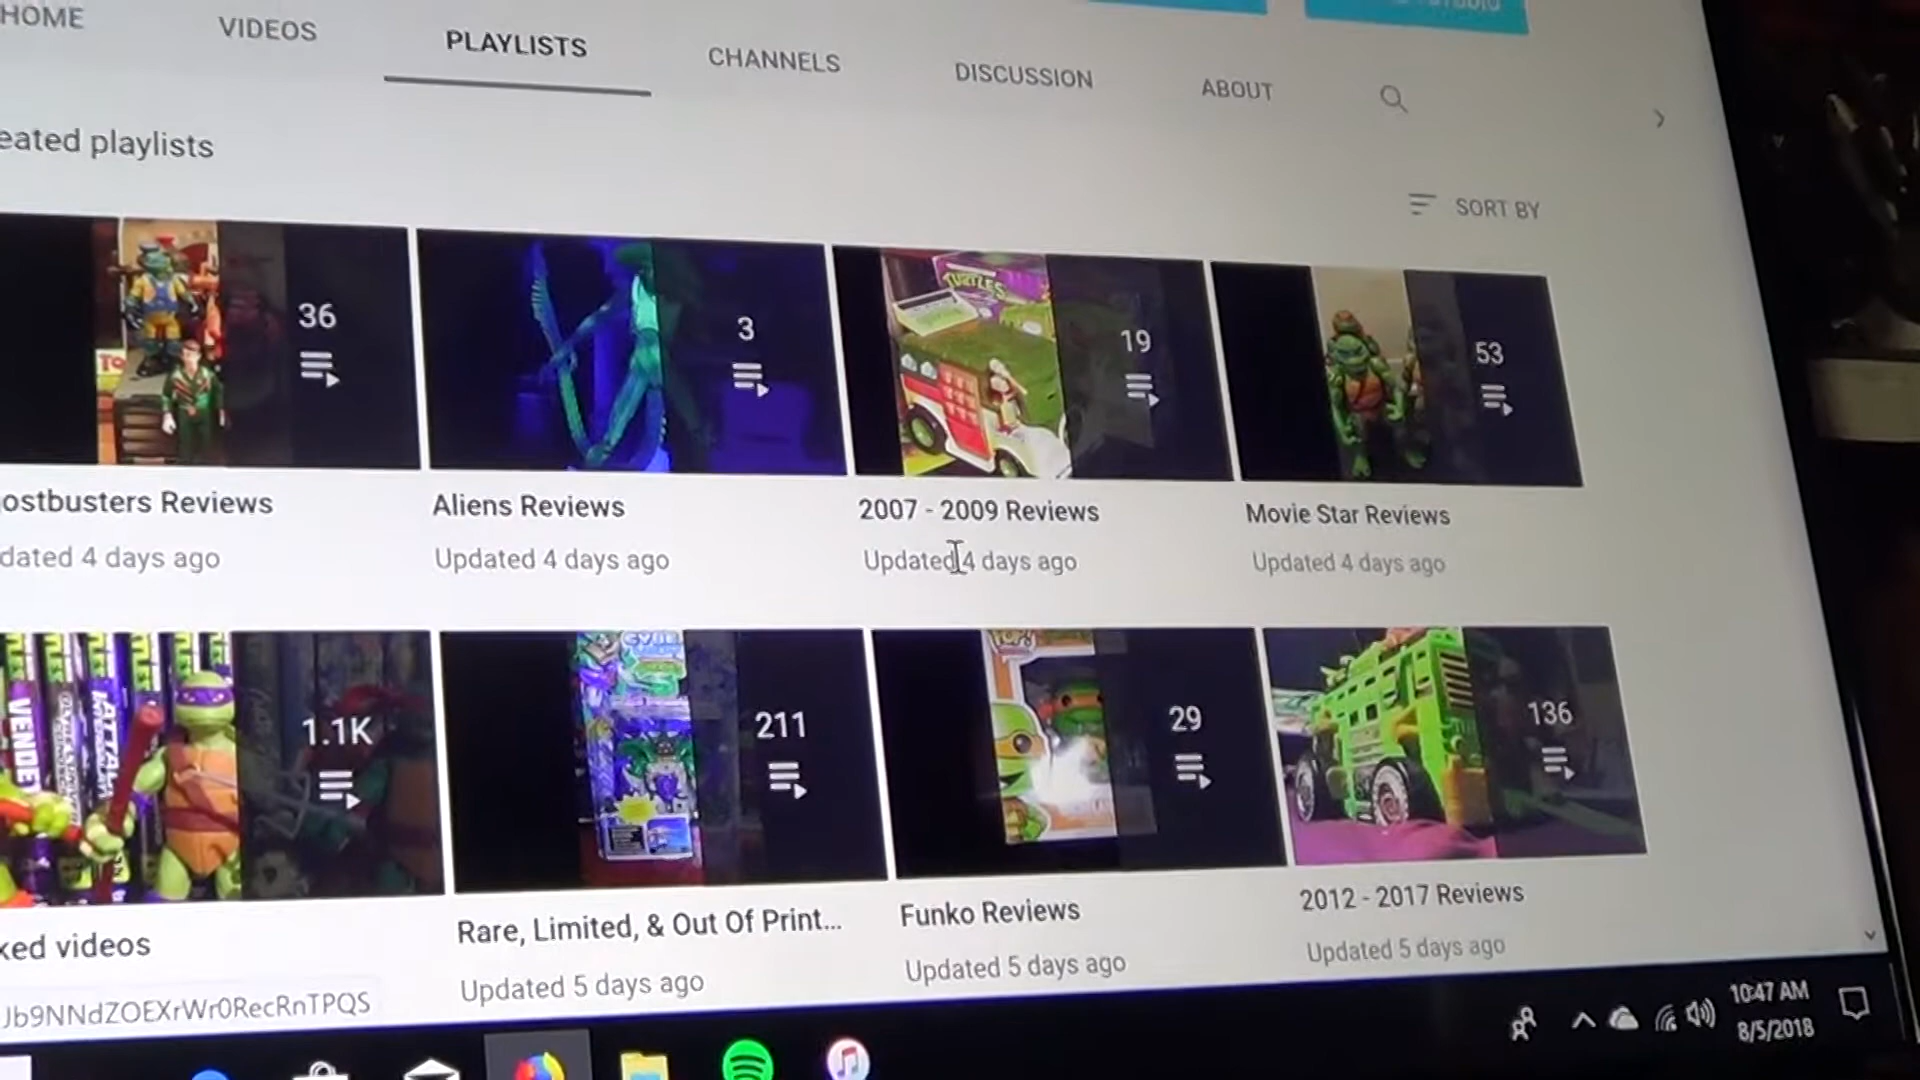 HOME VIDEOS PLAYLISTS CHANNELS DISCUSSION ABOUT
eated playlists
SORT BY
36 3 19 53
TURTLES
TO
ostbusters Reviews Aliens Reviews 2007 - 2009 Reviews Movie Star Reviews
dated 4 days ago Updated 4 days ago Updated 4 days ago Updated 4 days ago
1.1K 211 29 136
VENDE
ATTAL
ked videos Rare, Limited, & Out Of Print... Funko Reviews 2012 - 2017 Reviews
Updated 5 days ago Updated 5 days ago Updated 5 days ago
Jb9NNdZOEXrWr0RecRnTPQS
10:47 AM
8/5/2018